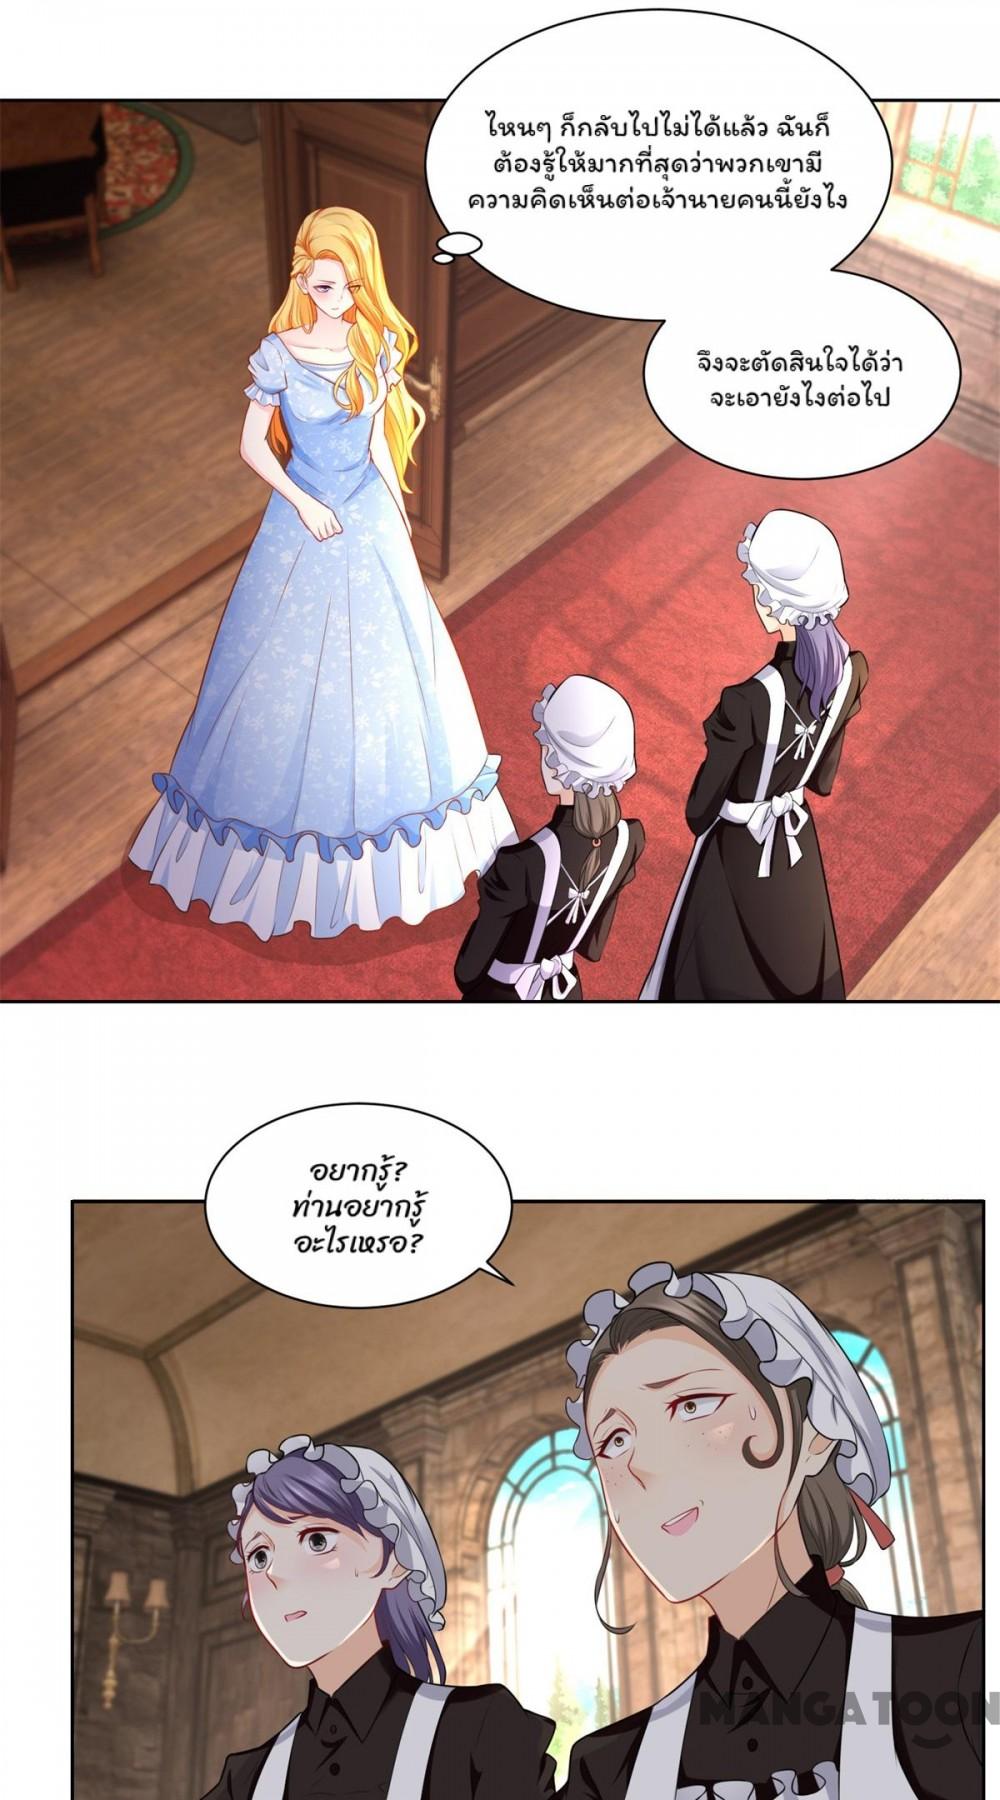 ไหนๆ ก็กลับไปไม่ได้แล้ว ฉันก็
ต้องรู้ให้มากที่สุดว่าพวกเขามี
ความคิดเห็นต่อเจ้านายคนนี้ยังไง
จึงจะตัดสินใจได้ว่า
จะเอายังไงต่อไป
อยากรู้?
ท่านอยากรู้
อะไรเหรอ?
MANGATOON